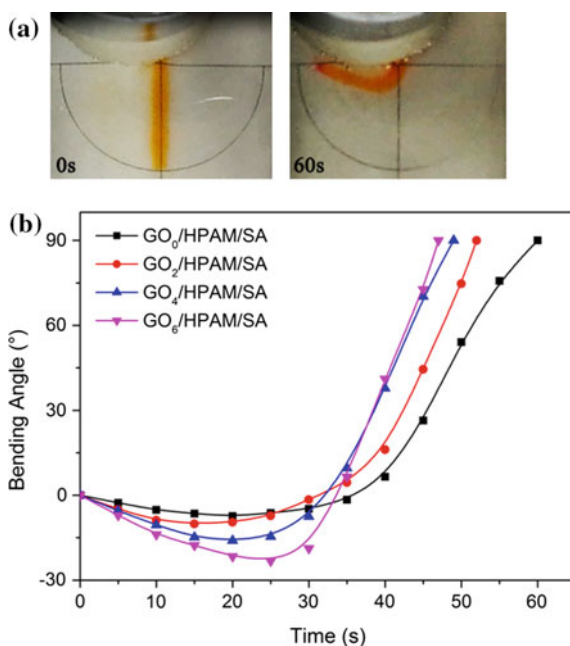 (a)
0s
60s
(b)
GO₀/HPAM/SA
GO₂/HPAM/SA
GO₄/HPAM/SA
GO₆/HPAM/SA
Bending Angle (°)
90
60
30
0
-30
0 10 20 30 40 50 60
Time (s)